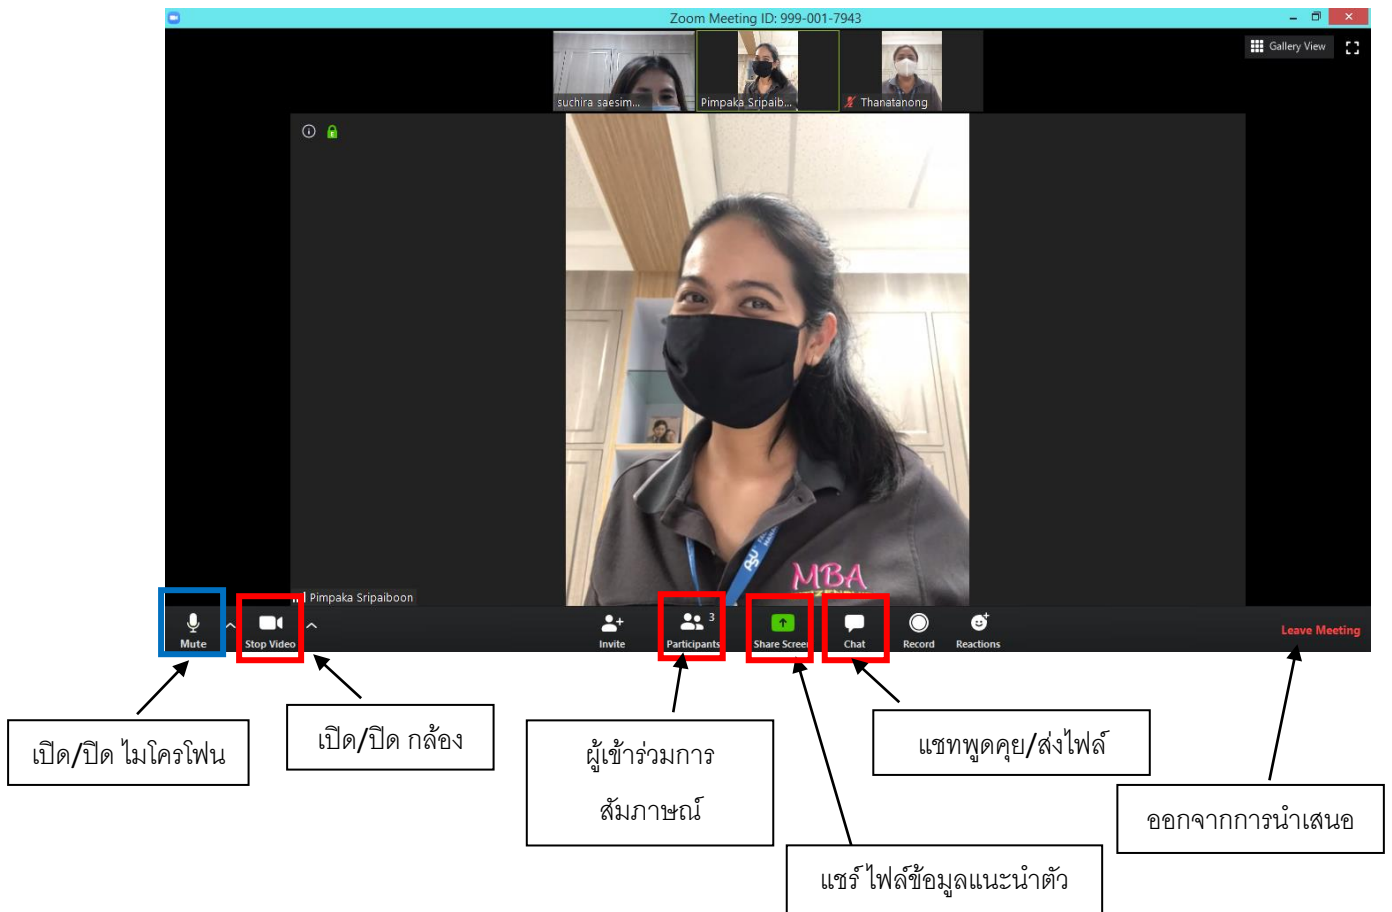 Zoom Meeting ID: 999-001-7943
Gallery View
suchira saesim...
Pimpaka Sripaib...
Thanatanong
MBA
Pimpaka Sripaiboon
Mute
Stop Video
Invite
Participants
3
Share Screen
Chat
Record
Reactions
Leave Meeting
เปิด/ปิด ไมโครโฟน
เปิด/ปิด กล้อง
ผู้เข้าร่วมการ
สัมภาษณ์
แชทพูดคุย/ส่งไฟล์
ออกจากการนำเสนอ
แชร์ ไฟล์ข้อมูลแนะนำตัว